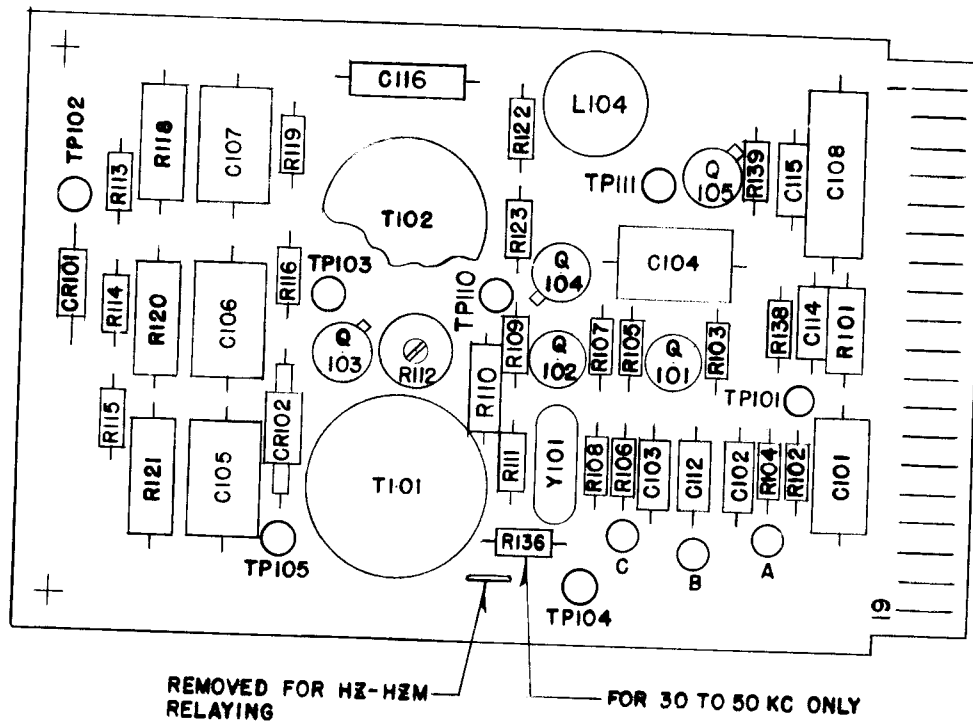 C116
L104
TP102
R118
C107
R119
R122
R113
TP111
Q
105
R139
C115
C108
T102
R123
CR101
R114
R120
C106
R116
TP103
TP110
Q
104
C104
R109
Q
103
R112
R110
Q
102
R107
R105
Q
101
R103
R138
C114
R101
TP101
R115
R121
C105
CR102
T101
R111
Y101
R108
R106
C103
C112
C102
R104
R102
C101
TP105
R136
TP104
C
B
A
19
REMOVED FOR HZ-HZM
RELAYING
FOR 30 TO 50 KC ONLY